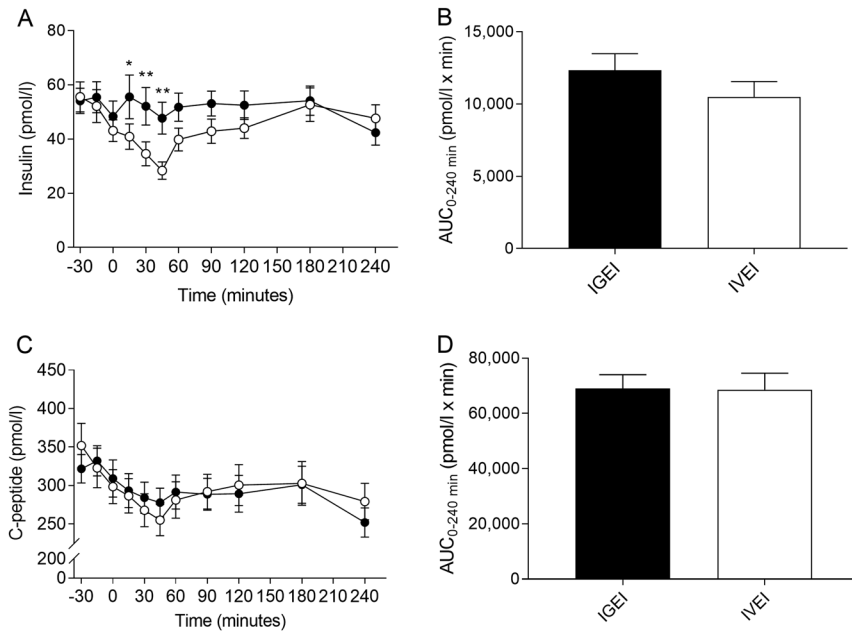 A
Insulin (pmol/l)
80
60
40
20
0
* ** **
-30 0 30 60 90 120 150 180 210 240
Time (minutes)
B
AUC0-240 min (pmol/l x min)
15,000
10,000
5,000
0
IGEI
IVEI
C
C-peptide (pmol/l)
450
400
350
300
250
200
0
-30 0 30 60 90 120 150 180 210 240
Time (minutes)
D
AUC0-240 min (pmol/l x min)
80,000
60,000
40,000
20,000
0
IGEI
IVEI